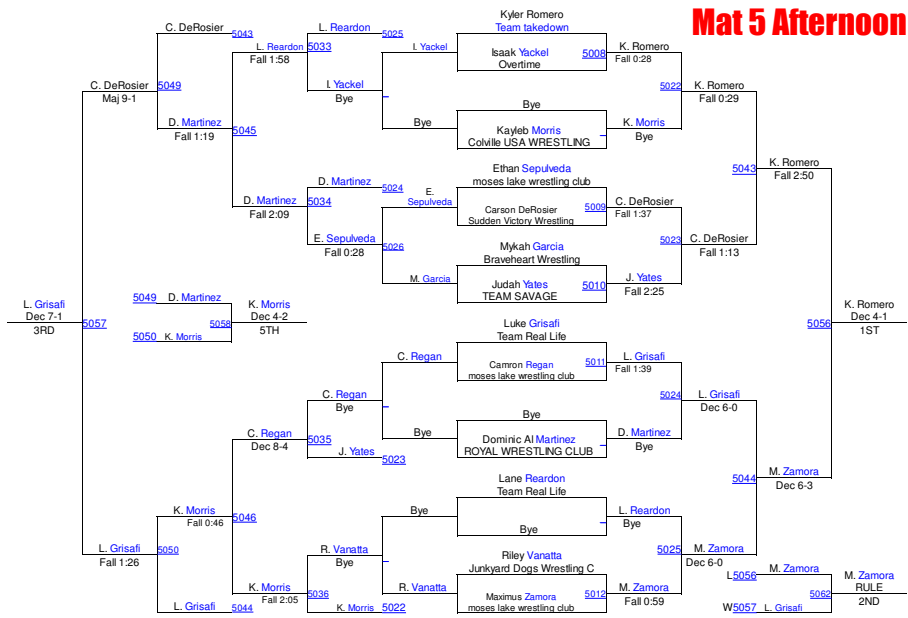 Mat 5 Afternoon
Kyler Romero
Team takedown
C. DeRosier
5043
L. Reardon
5025
L. Reardon
5033
Fall 1:58
I. Yackel
Isaak Yackel
5008
Overtime
K. Romero
Fall 0:28
C. DeRosier
5049
Maj 9-1
I. Yackel
Bye
5022
K. Romero
Fall 0:29
Bye
D. Martinez
5045
Fall 1:19
Bye
Kayleb Morris
Colville USA WRESTLING
K. Morris
Bye
Ethan Sepulveda
moses lake wrestling club
5043
K. Romero
Fall 2:50
D. Martinez
5024
E.
Sepulveda
D. Martinez
5034
Fall 2:09
Carson DeRosier
5009
Sudden Victory Wrestling
C. DeRosier
Fall 1:37
E. Sepulveda
5026
Fall 0:28
5023
C. DeRosier
Fall 1:13
Mykah Garcia
Braveheart Wrestling
M. Garcia
Judah Yates
5010
TEAM SAVAGE
J. Yates
Fall 2:25
L. Grisafi
Dec 7-1
3RD
5057
5049
D. Martinez
5058
5050
K. Morris
K. Morris
Dec 4-2
5TH
5056
K. Romero
Dec 4-1
1ST
Luke Grisafi
Team Real Life
C. Regan
Camron Regan
5011
moses lake wrestling club
L. Grisafi
Fall 1:39
C. Regan
Bye
5024
L. Grisafi
Dec 6-0
Bye
C. Regan
5035
Dec 8-4
Bye
Dominic Al Martinez
ROYAL WRESTLING CLUB
D. Martinez
Bye
J. Yates
5023
Lane Reardon
Team Real Life
5044
M. Zamora
Dec 6-3
K. Morris
5046
Fall 0:46
Bye
Bye
L. Reardon
Bye
L. Grisafi
5050
Fall 1:26
R. Vanatta
Bye
5025
M. Zamora
Dec 6-0
Riley Vanatta
Junkyard Dogs Wrestling C
K. Morris
5036
Fall 2:05
R. Vanatta
Maximus Zamora
5012
moses lake wrestling club
M. Zamora
Fall 0:59
L. Grisafi
5044
K. Morris
5022
L5056
M. Zamora
5062
W5057
L. Grisafi
M. Zamora
RULE
2ND